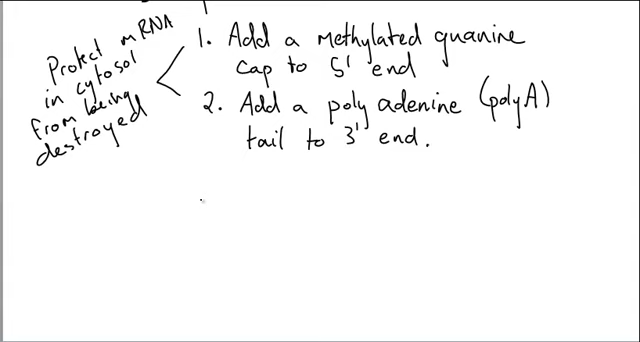 Protect mRNA
in cytosol
from being
destroyed
1. Add a methylated guanine
cap to 5' end
2. Add a poly adenine (polyA)
tail to 3' end.